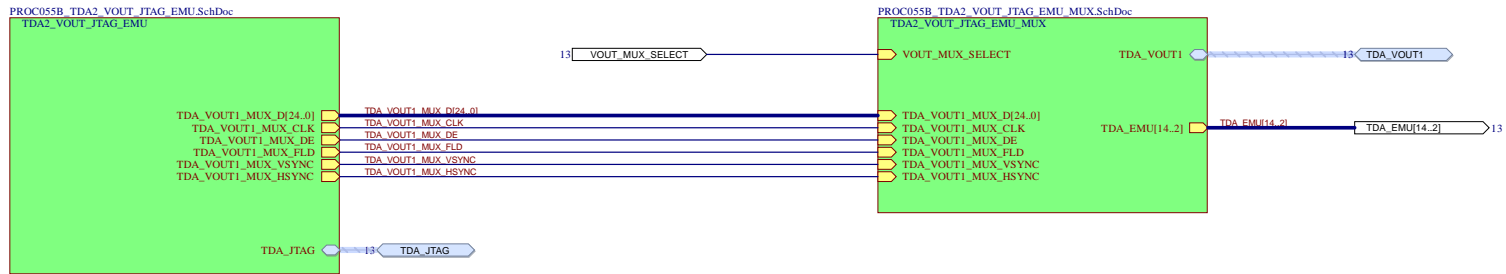 PROC055B_TDA2_VOUT_JTAG_EMU.SchDoc
TDA2_VOUT_JTAG_EMU
TDA_VOUT1_MUX_D[24..0]
TDA_VOUT1_MUX_CLK
TDA_VOUT1_MUX_DE
TDA_VOUT1_MUX_FLD
TDA_VOUT1_MUX_VSYNC
TDA_VOUT1_MUX_HSYNC
TDA_JTAG
13 TDA_JTAG
13 VOUT_MUX_SELECT
TDA_VOUT1_MUX_D[24..0]
TDA_VOUT1_MUX_CLK
TDA_VOUT1_MUX_DE
TDA_VOUT1_MUX_FLD
TDA_VOUT1_MUX_VSYNC
TDA_VOUT1_MUX_HSYNC
PROC055B_TDA2_VOUT_JTAG_EMU_MUX.SchDoc
TDA2_VOUT_JTAG_EMU_MUX
VOUT_MUX_SELECT
TDA_VOUT1_MUX_D[24..0]
TDA_VOUT1_MUX_CLK
TDA_VOUT1_MUX_DE
TDA_VOUT1_MUX_FLD
TDA_VOUT1_MUX_VSYNC
TDA_VOUT1_MUX_HSYNC
TDA_VOUT1
13 TDA_VOUT1
TDA_EMU[14..2]
TDA_EMU[14..2]
TDA_EMU[14..2] 13